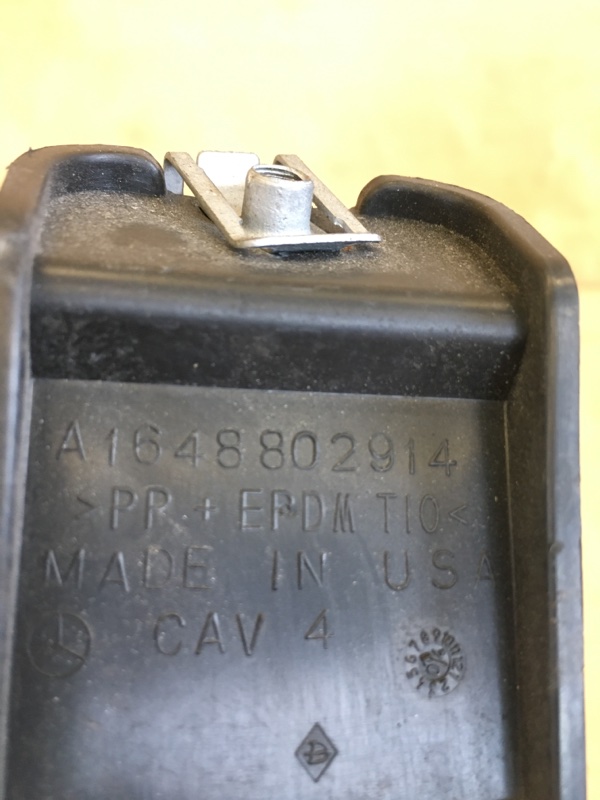 A1648802914
>PP + EPDM T10<
MADE IN USA
CAV 4